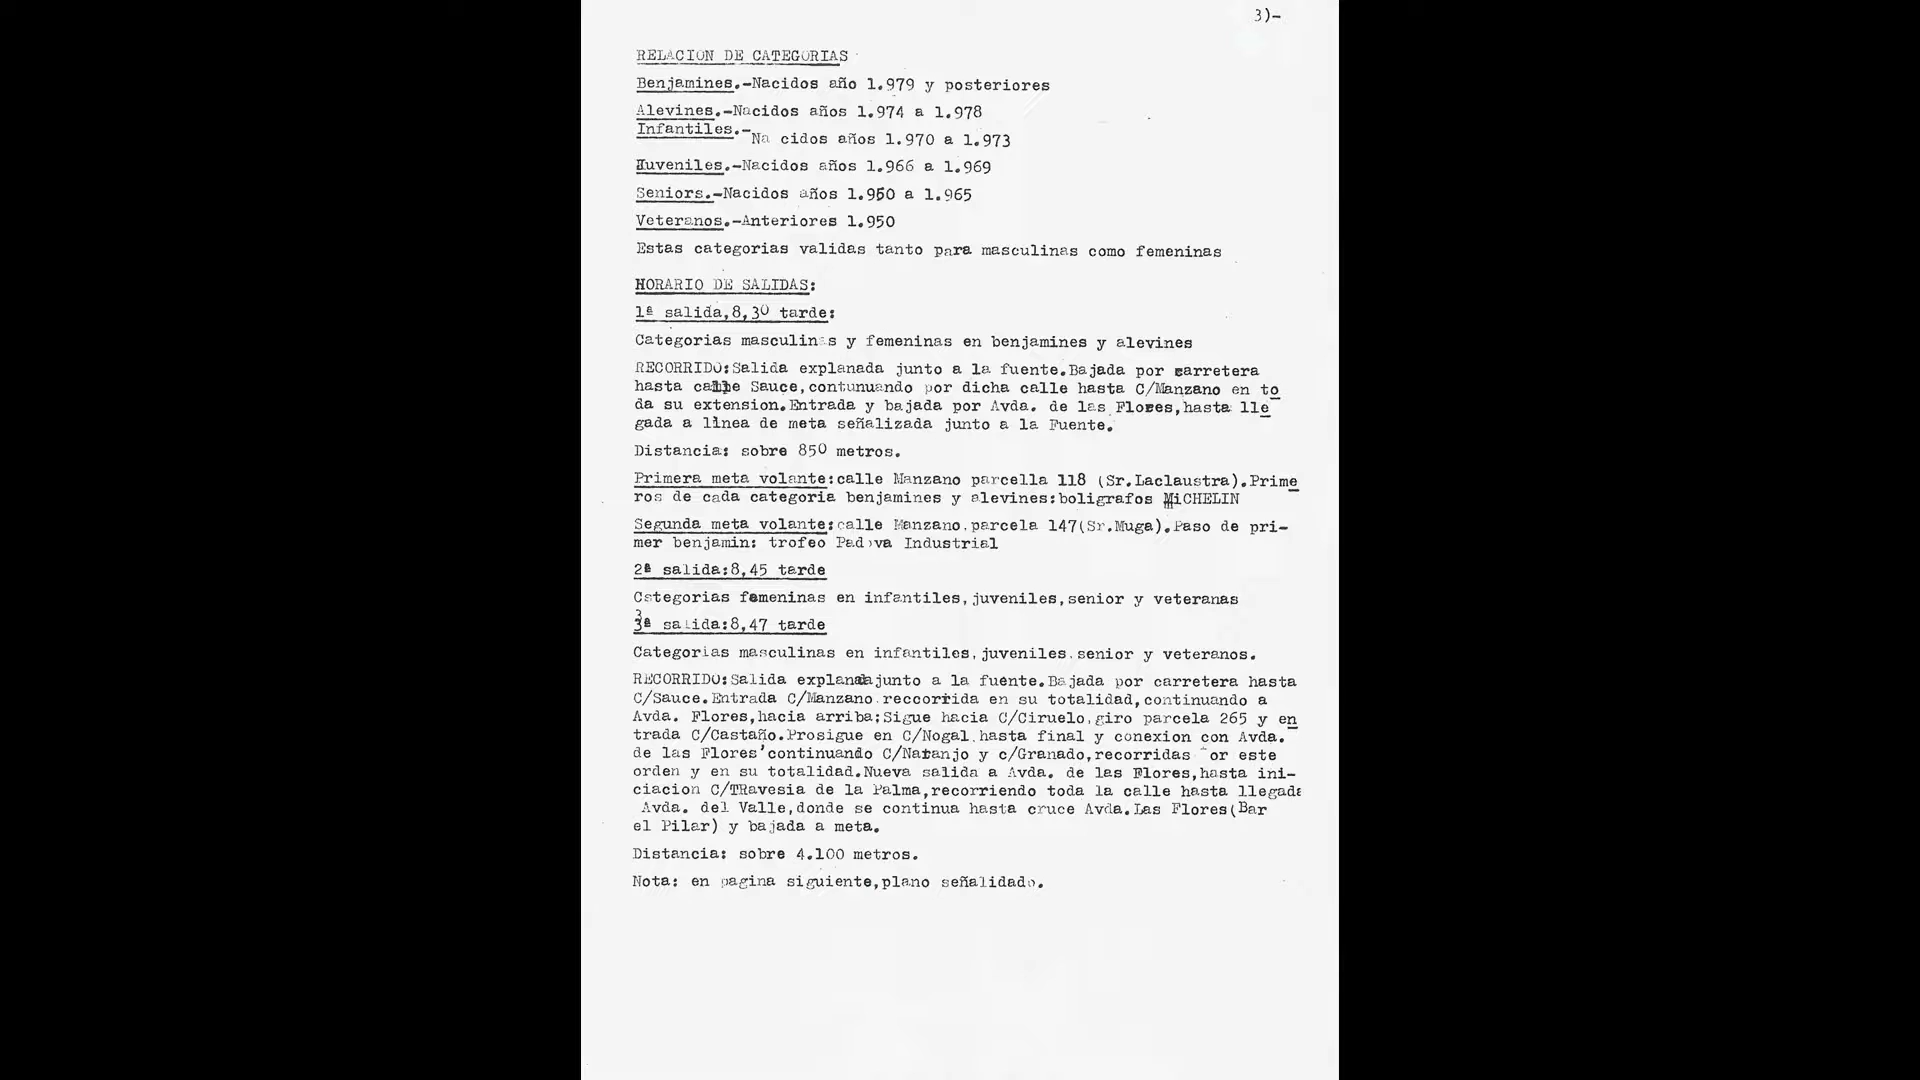 3)-
RELACION DE CATEGORIAS
Benjamines.-Nacidos año 1.979 y posteriores
Alevines.-Nacidos años 1.974 a 1.978
Infantiles.-Na cidos años 1.970 a 1.973
Huveniles.-Nacidos años 1.966 a 1.969
Seniors.-Nacidos años 1.950 a 1.965
Veteranos.-Anteriores 1.950
Estas categorias validas tanto para masculinas como femeninas
HORARIO DE SALIDAS:
1ª salida,8,30 tarde:
Categorias masculinas y femeninas en benjamines y alevines
RECORRIDO:Salida explanada junto a la fuente.Bajada por carretera
hasta calle Sauce,contunuando por dicha calle hasta C/Manzano en to
da su extension.Entrada y bajada por Avda. de las Flores,hasta lle
gada a linea de meta señalizada junto a la Fuente.
Distancia: sobre 850 metros.
Primera meta volante:calle Manzano parcella 118 (Sr.Laclaustra).Prime
ros de cada categoria benjamines y alevines:boligrafos MiCHELIN
Segunda meta volante:calle Manzano.parcela 147(Sr.Muga).Paso de pri-
mer benjamin: trofeo Padova Industrial
2ª salida:8,45 tarde
Categorias femeninas en infantiles,juveniles,senior y veteranas
3ª salida:8,47 tarde
Categorias masculinas en infantiles,juveniles.senior y veteranos.
RECORRIDO:Salida explanada junto a la fuente.Bajada por carretera hasta
C/Sauce.Entrada C/Manzano.reccorrida en su totalidad,continuando a
Avda. Flores,hacia arriba;Sigue hacia C/Ciruelo,giro parcela 265 y en
trada C/Castaño.Prosigue en C/Nogal.hasta final y conexion con Avda.
de las Flores'continuando C/Naranjo y c/Granado,recorridas or este
orden y en su totalidad.Nueva salida a Avda. de las Flores,hasta ini-
ciacion C/TRavesia de la Palma,recorriendo toda la calle hasta llegada
Avda. del Valle,donde se continua hasta cruce Avda.Las Flores(Bar
el Pilar) y bajada a meta.
Distancia: sobre 4.100 metros.
Nota: en pagina siguiente,plano señalidado.